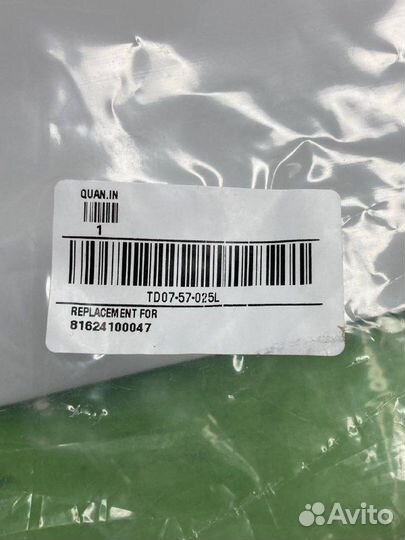 QUAN.IN
1
TD07-57-025L
REPLACEMENT FOR
81624100047
Avito